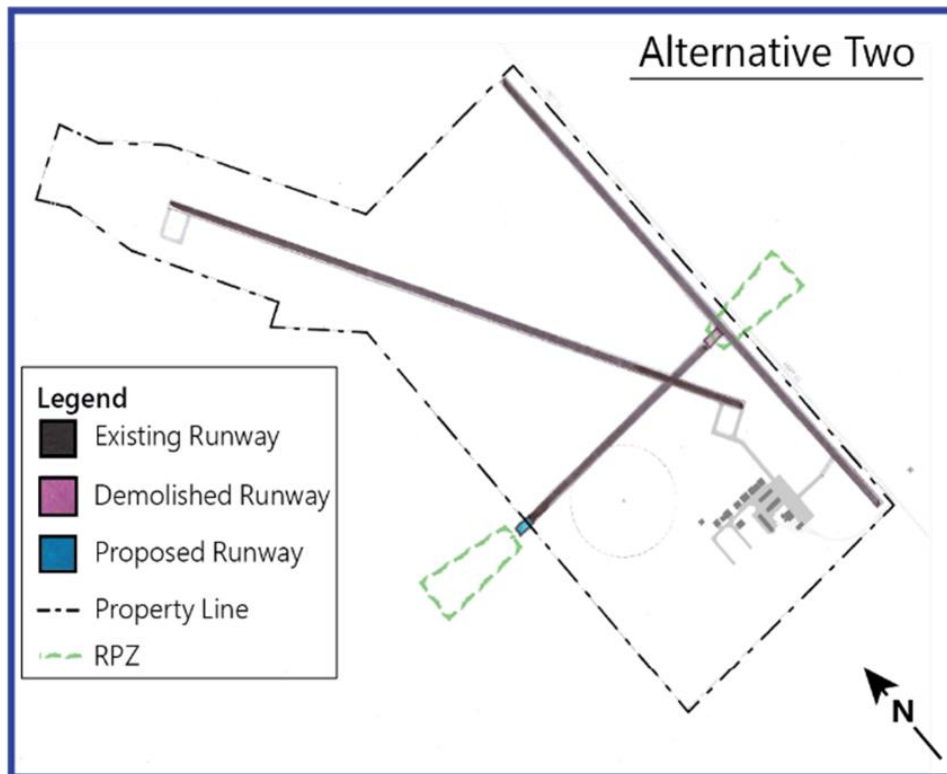 Alternative Two
Legend
Existing Runway
Demolished Runway
Proposed Runway
Property Line
RPZ
N